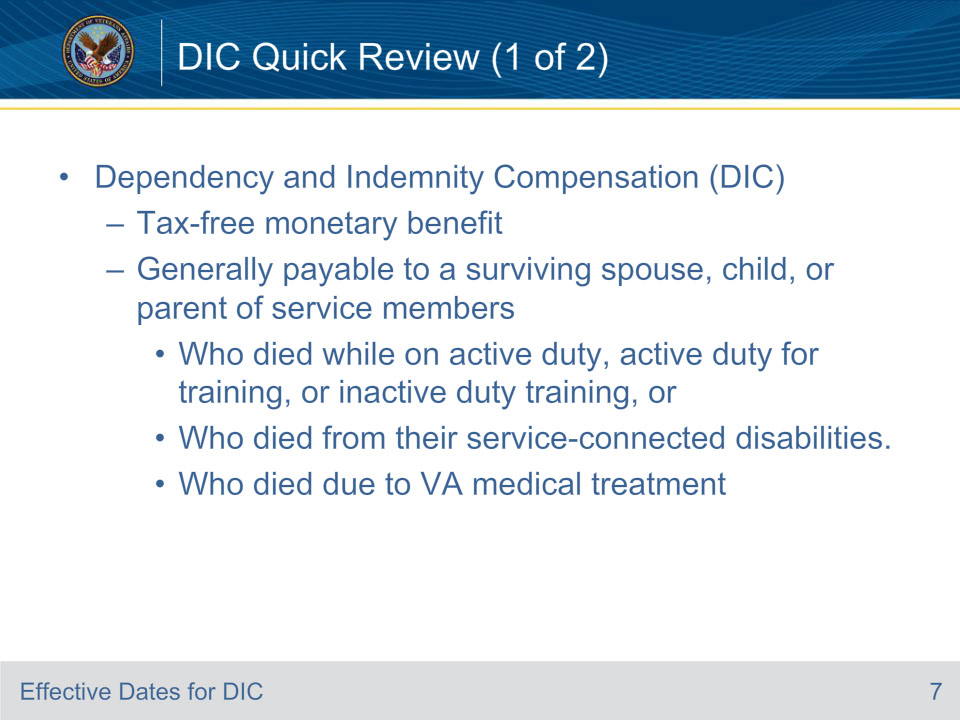 DIC Quick Review (1 of 2)
• Dependency and Indemnity Compensation (DIC)
– Tax-free monetary benefit
– Generally payable to a surviving spouse, child, or
parent of service members
• Who died while on active duty, active duty for
training, or inactive duty training, or
• Who died from their service-connected disabilities.
• Who died due to VA medical treatment
Effective Dates for DIC
7